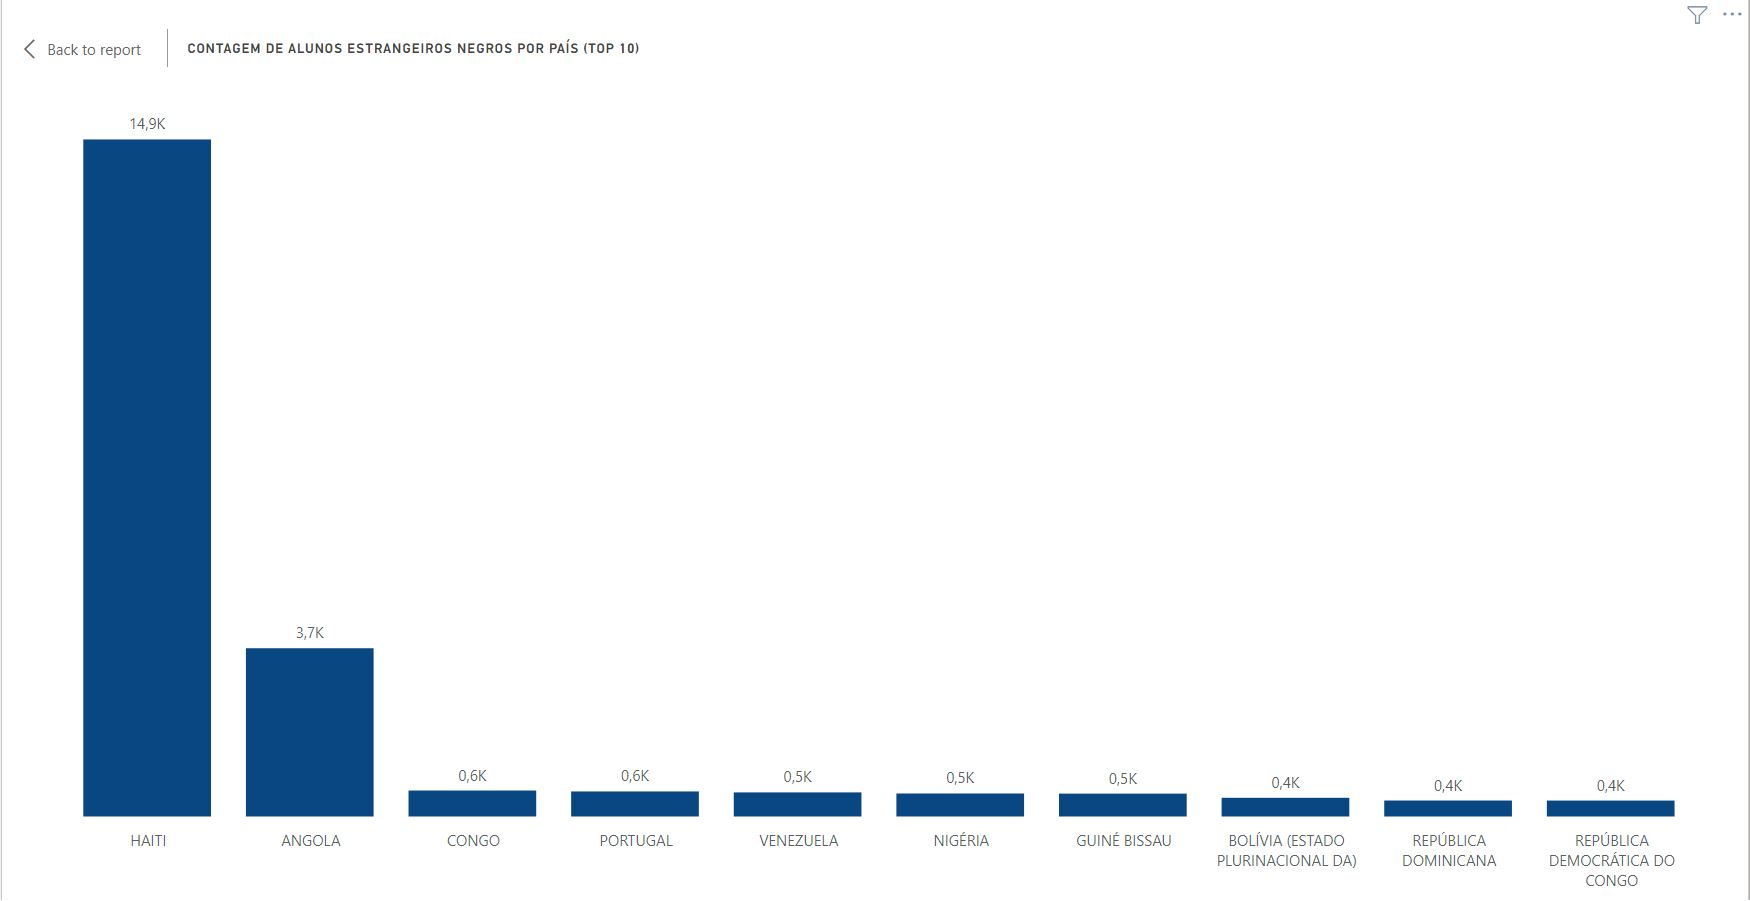 Back to report
CONTAGEM DE ALUNOS ESTRANGEIROS NEGROS POR PAÍS (TOP 10)
14,9K
3,7K
0,6K
0,6K
0,5K
0,5K
0,5K
0,4K
0,4K
0,4K
HAITI
ANGOLA
CONGO
PORTUGAL
VENEZUELA
NIGÉRIA
GUINÉ BISSAU
BOLÍVIA (ESTADO
PLURINACIONAL DA)
REPÚBLICA
DOMINICANA
REPÚBLICA
DEMOCRÁTICA DO
CONGO